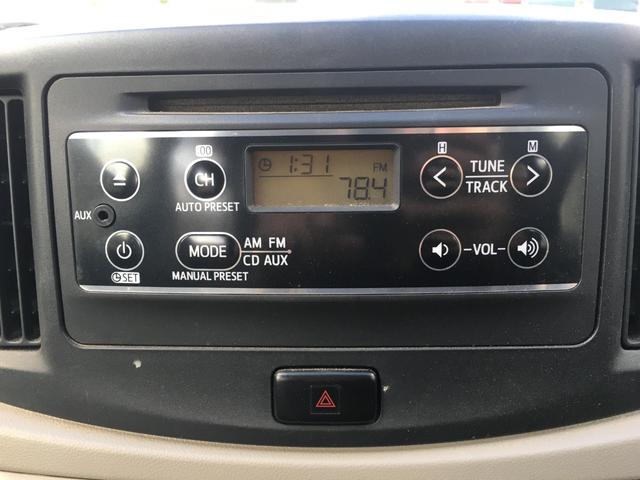 H M
1:31 FM
78.4
CH
AUTO PRESET
TUNE
TRACK
AUX
MODE
AM FM
CD AUX
MANUAL PRESET
SET
-VOL-